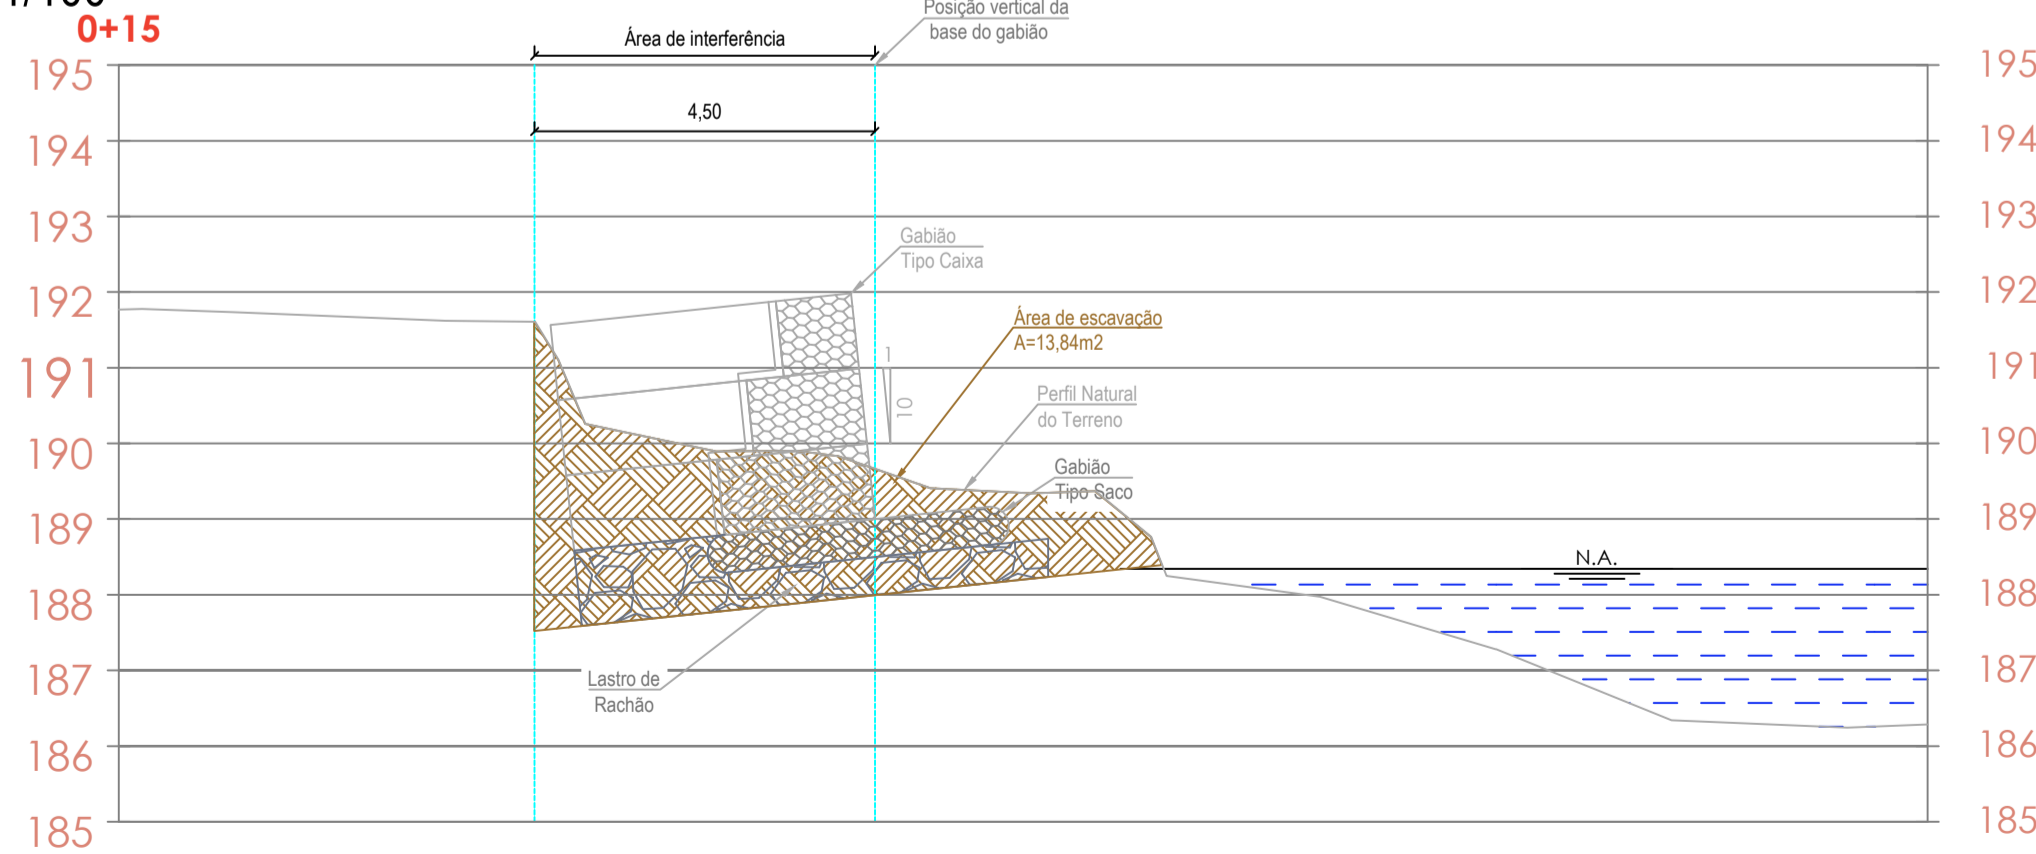 0+15
Posição vertical da
base do gabião
Área de interferência
195
195
4,50
194
194
193
193
Gabião
Tipo Caixa
192
192
Área de escavação
A=13,84m2
1
191
191
Perfil Natural
do Terreno
10
190
190
Gabião
Tipo Saco
189
189
N.A.
188
188
Lastro de
Rachão
187
187
186
186
185
185